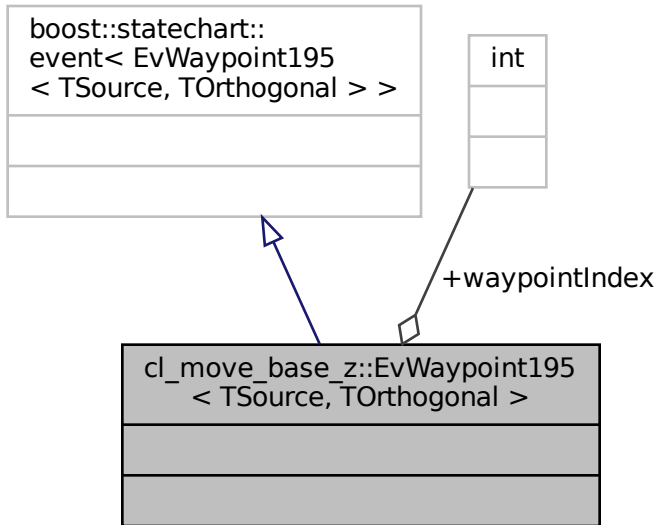 boost::statechart::
event< EvWaypoint195
< TSource, TOrthogonal > >
int
+waypointIndex
cl_move_base_z::EvWaypoint195
< TSource, TOrthogonal >